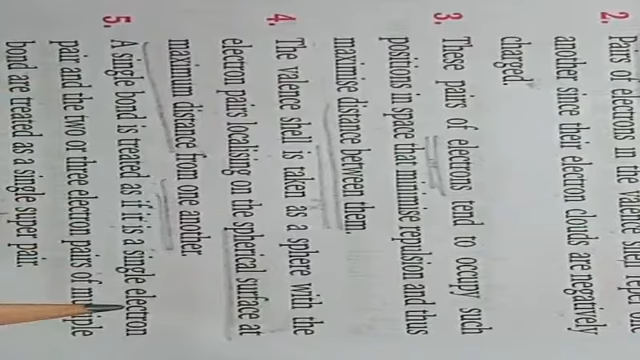 2. Pairs of electrons in the valence shell repel one
another since their electron clouds are negatively
charged.
3. These pairs of electrons tend to occupy such
positions in space that minimise repulsion and thus
maximise distance between them.
4. The valence shell is taken as a sphere with the
electron pairs localising on the spherical surface at
maximum distance from one another.
5. A single bond is treated as if it is a single electron
pair and the two or three electron pairs of multiple
bond are treated as a single super pair.